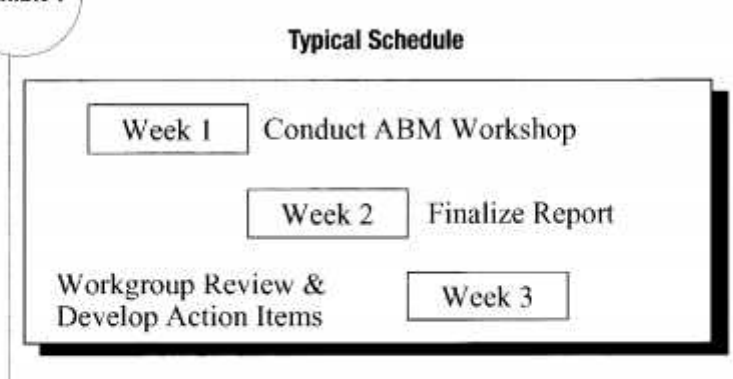 Typical Schedule
Week 1 Conduct ABM Workshop
Week 2 Finalize Report
Workgroup Review &
Develop Action Items
Week 3